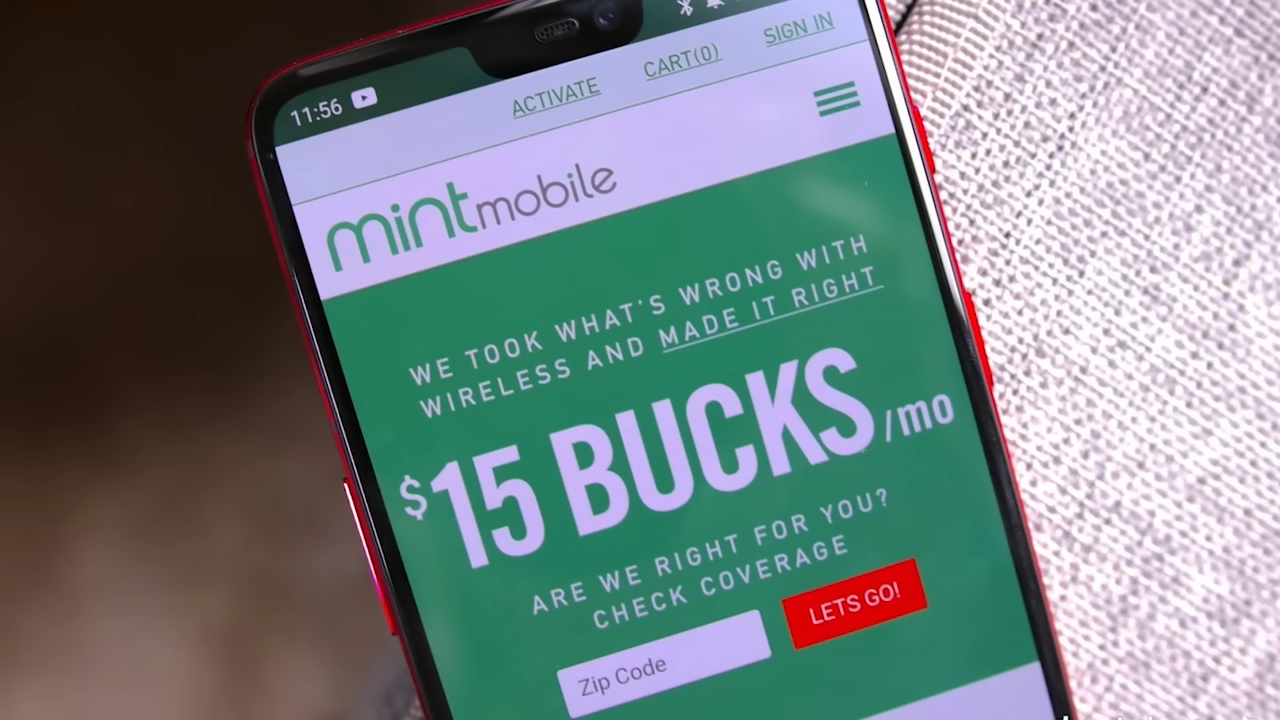 11:56
ACTIVATE CART(0) SIGN IN
mintmobile
WE TOOK WHAT'S WRONG WITH
WIRELESS AND MADE IT RIGHT
$15 BUCKS/mo
ARE WE RIGHT FOR YOU?
CHECK COVERAGE
Zip Code LETS GO!